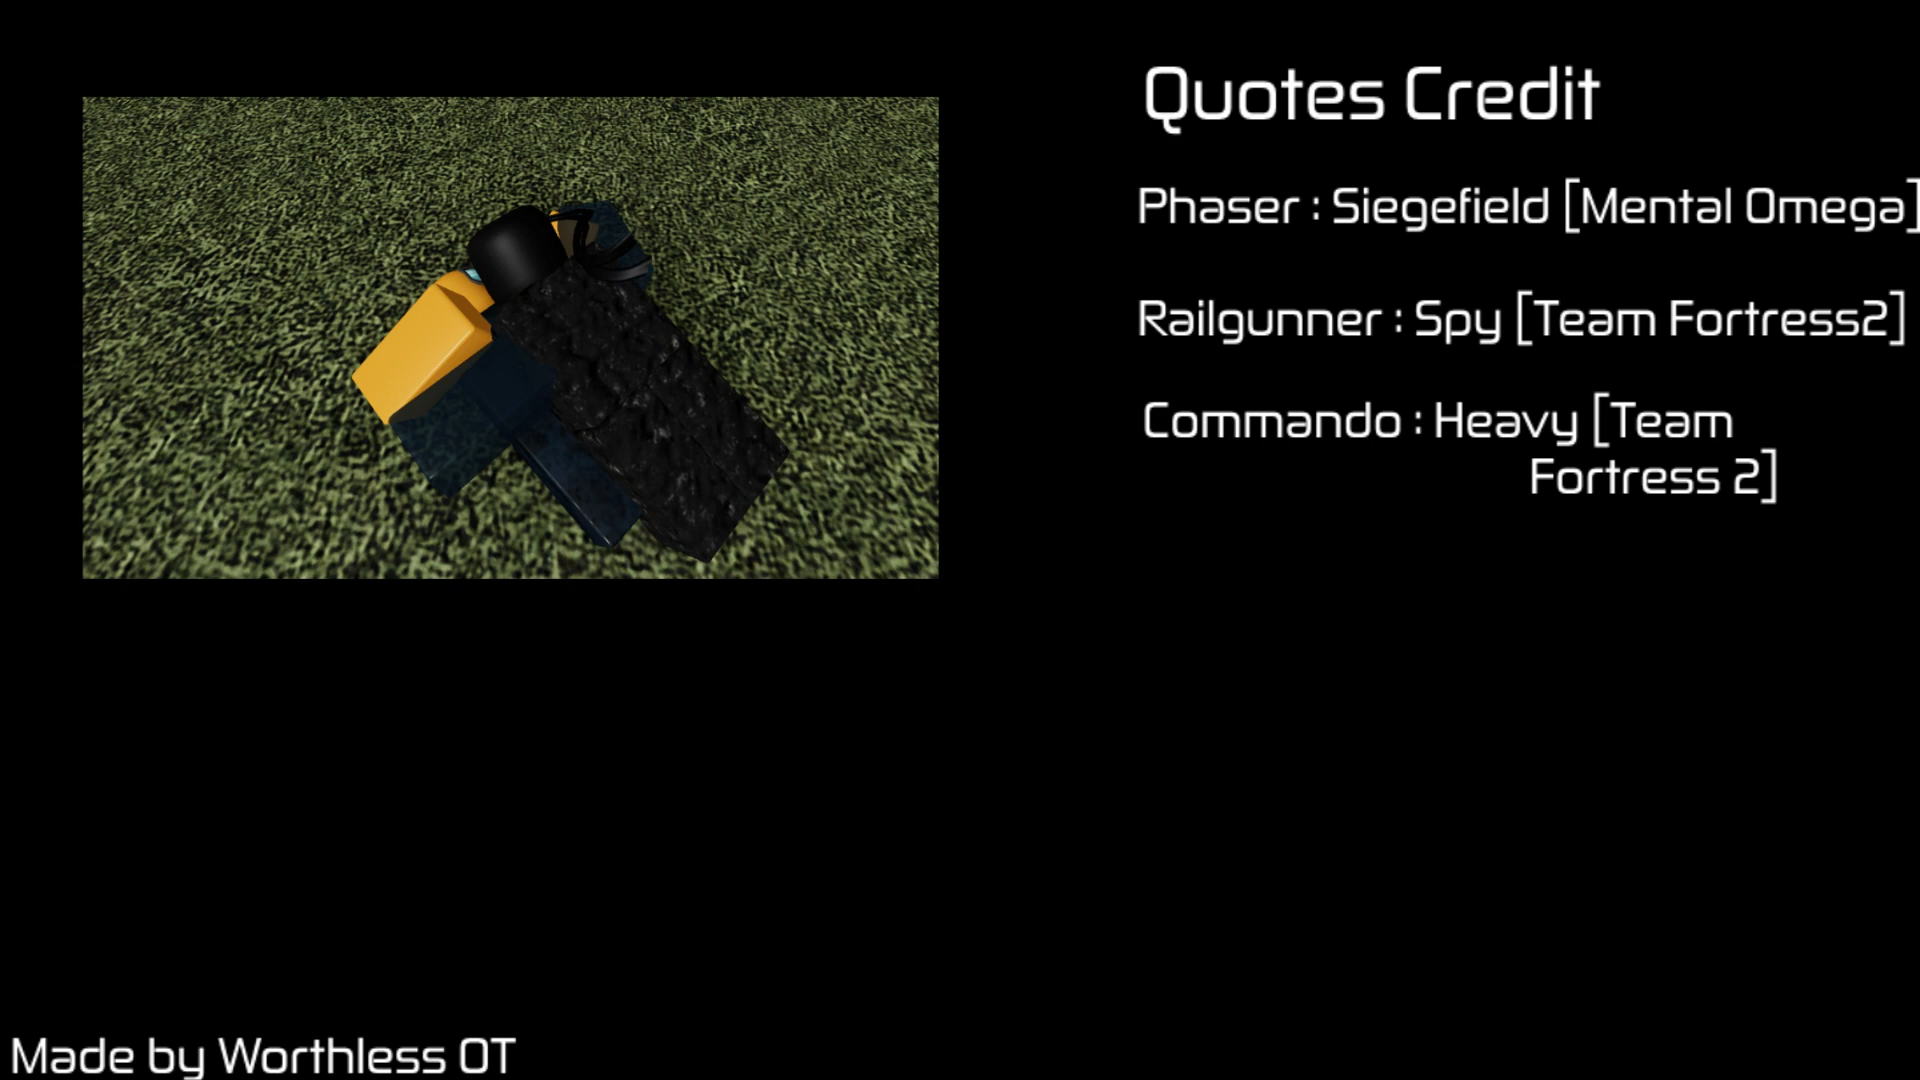 Quotes Credit
Phaser : Siegefield [Mental Omega]
Railgunner : Spy [Team Fortress2]
Commando : Heavy [Team
Fortress 2]
Made by Worthless OT